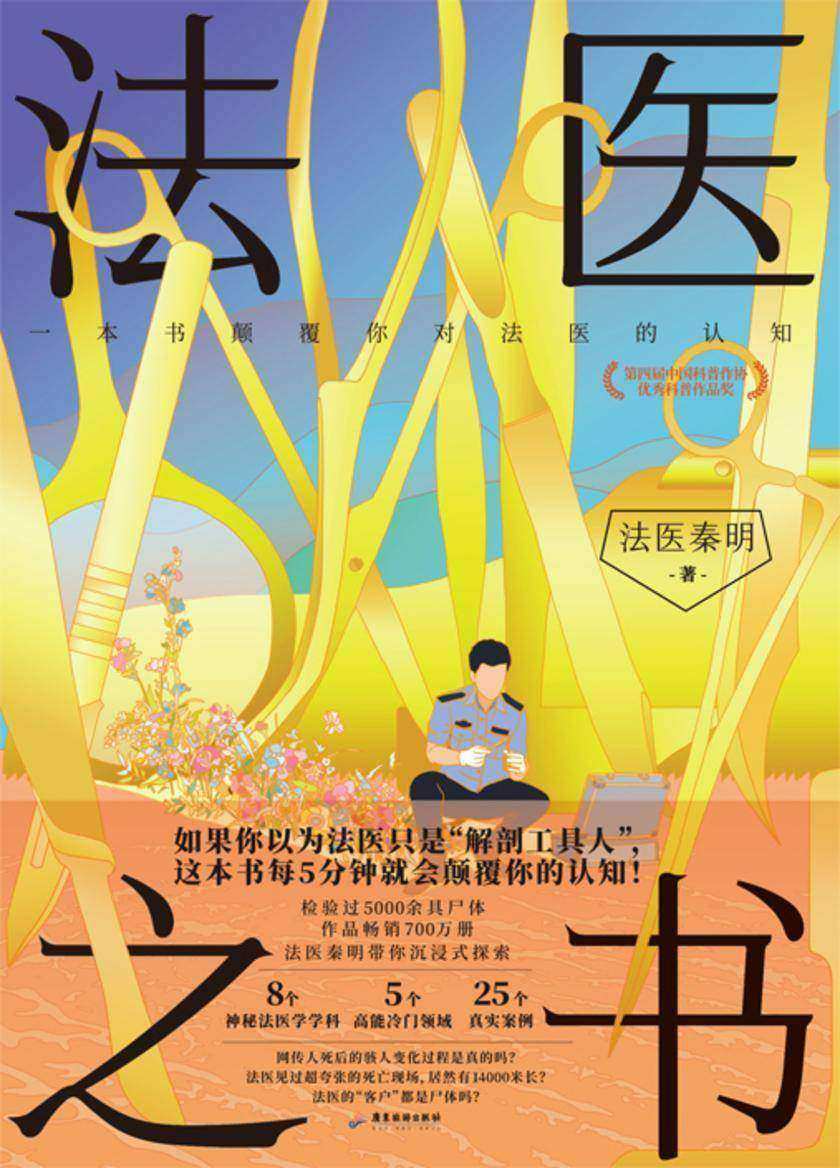 法医
一本书颠覆你对法医的认知
第四届中国科普作协
优秀科普作品奖
法医秦明
-著-
如果你以为法医只是“解剖工具人”,
这本书每5分钟就会颠覆你的认知!
之书
检验过5000余具尸体
作品畅销700万册
法医秦明带你沉浸式探索
8个 5个 25个
神秘法医学学科 高能冷门领域 真实案例
网传人死后的骇人变化过程是真的吗?
法医见过超夸张的死亡现场,居然有14000米长?
法医的“客户”都是尸体吗?
广东旅游出版社